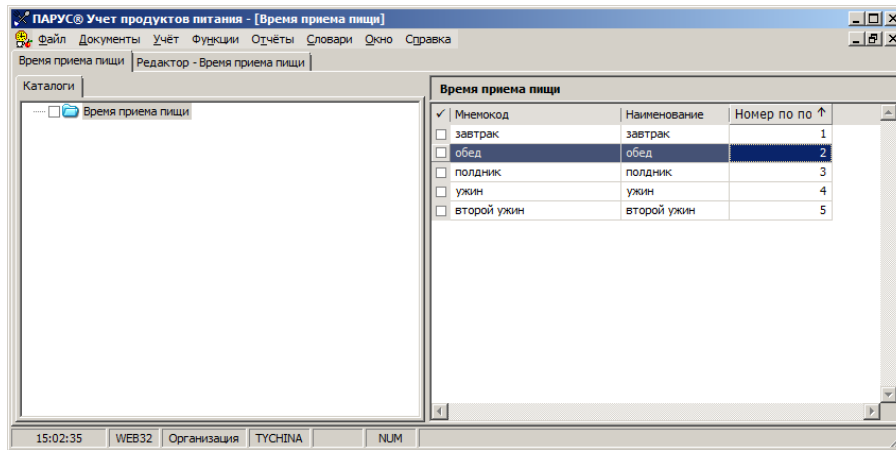 ПАРУС® Учет продуктов питания - [Время приема пищи]
Файл Документы Учёт Функции Отчёты Словари Окно Справка
Время приема пищи Редактор - Время приема пищи
Каталоги
Время приема пищи
Время приема пищи
Мнемокод Наименование Номер по по
завтрак завтрак 1
обед обед 2
полдник полдник 3
ужин ужин 4
второй ужин второй ужин 5
15:02:35 WEB32 Организация TYCHINA NUM